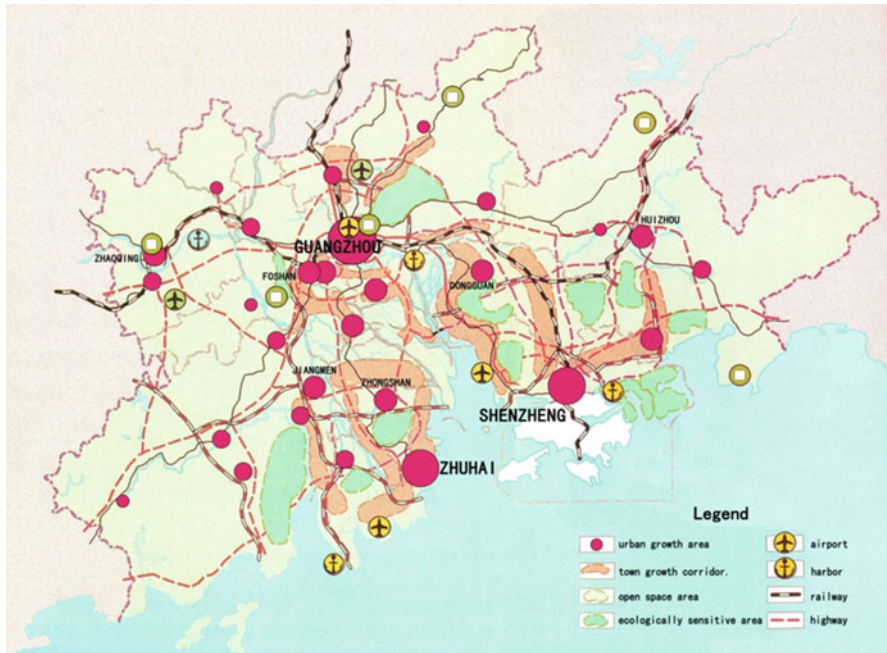 HUIZHOU
GUANGZHOU
ZHAOQING
FOSHAN
DONGGUAN
JIANGMEN
ZHONGSHAN
SHENZHENG
ZHUHAI
Legend
urban growth area
airport
town growth corridor.
harbor
open space area
railway
ecologically sensitive area
highway